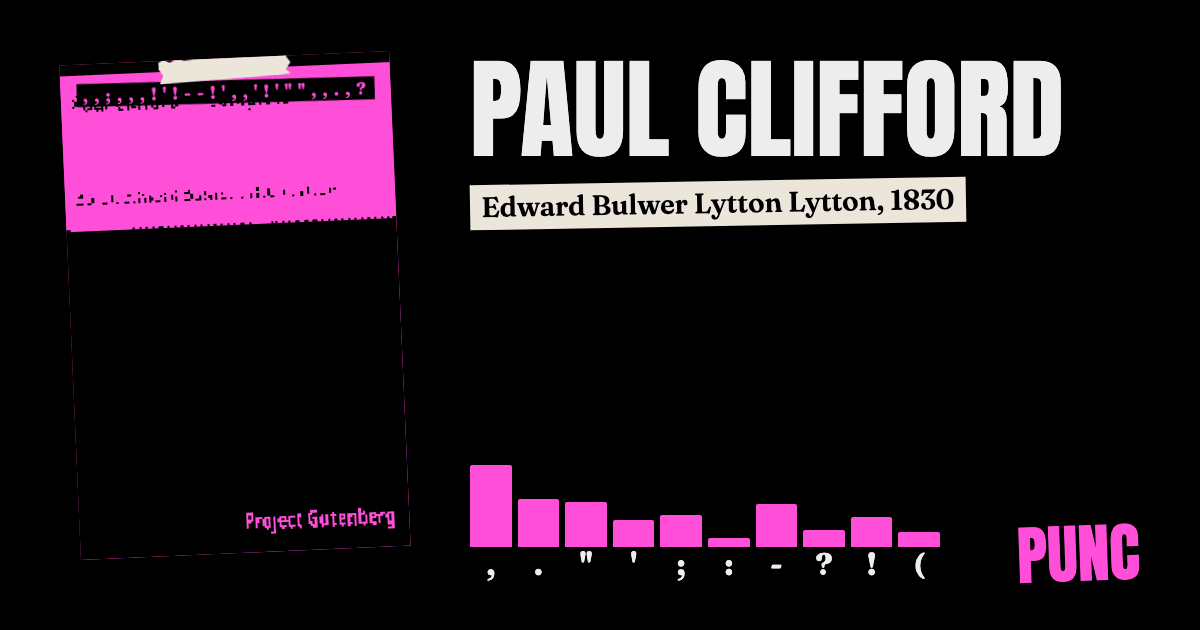 ,,;,,,!'!--!',,'!'"",,.,?
Project Gutenberg
PAUL CLIFFORD
Edward Bulwer Lytton Lytton, 1830
, . " ' ; : - ? ! (
PUNC